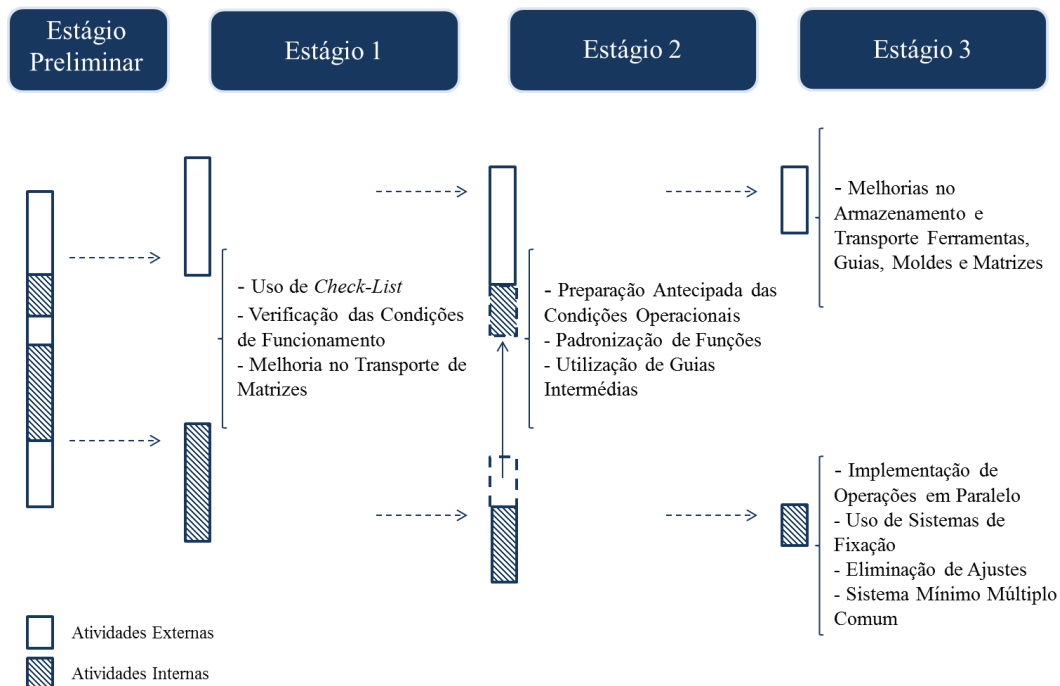 Estágio
Preliminar
Estágio 1
Estágio 2
Estágio 3
- Uso de Check-List
- Verificação das Condições
de Funcionamento
- Melhoria no Transporte de
Matrizes
- Preparação Antecipada das
Condições Operacionais
- Padronização de Funções
- Utilização de Guias
Intermédias
- Melhorias no
Armazenamento e
Transporte Ferramentas,
Guias, Moldes e Matrizes
- Implementação de
Operações em Paralelo
- Uso de Sistemas de
Fixação
- Eliminação de Ajustes
- Sistema Mínimo Múltiplo
Comum
Atividades Externas
Atividades Internas